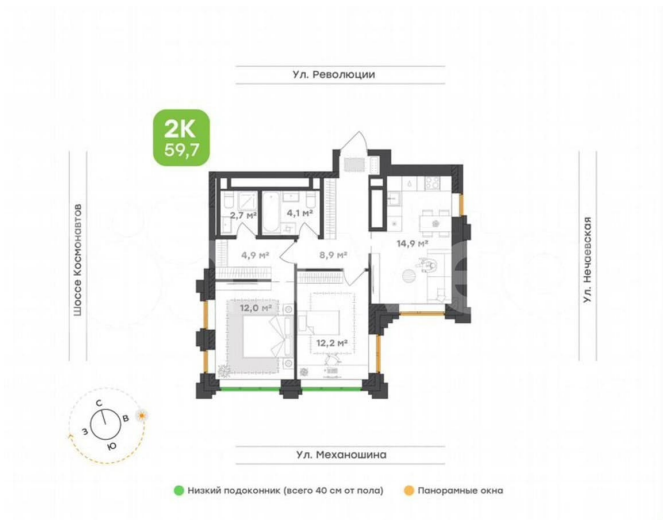 Ул. Революции
2К
59,7
Шоссе Космонавтов
Ул. Нечаевская
2,7 м²
4,1 м²
4,9 м²
8,9 м²
14,9 м²
12,0 м²
12,2 м²
С
В
З
Ю
Ул. Механошина
Низкий подоконник (всего 40 см от пола)
Панорамные окна